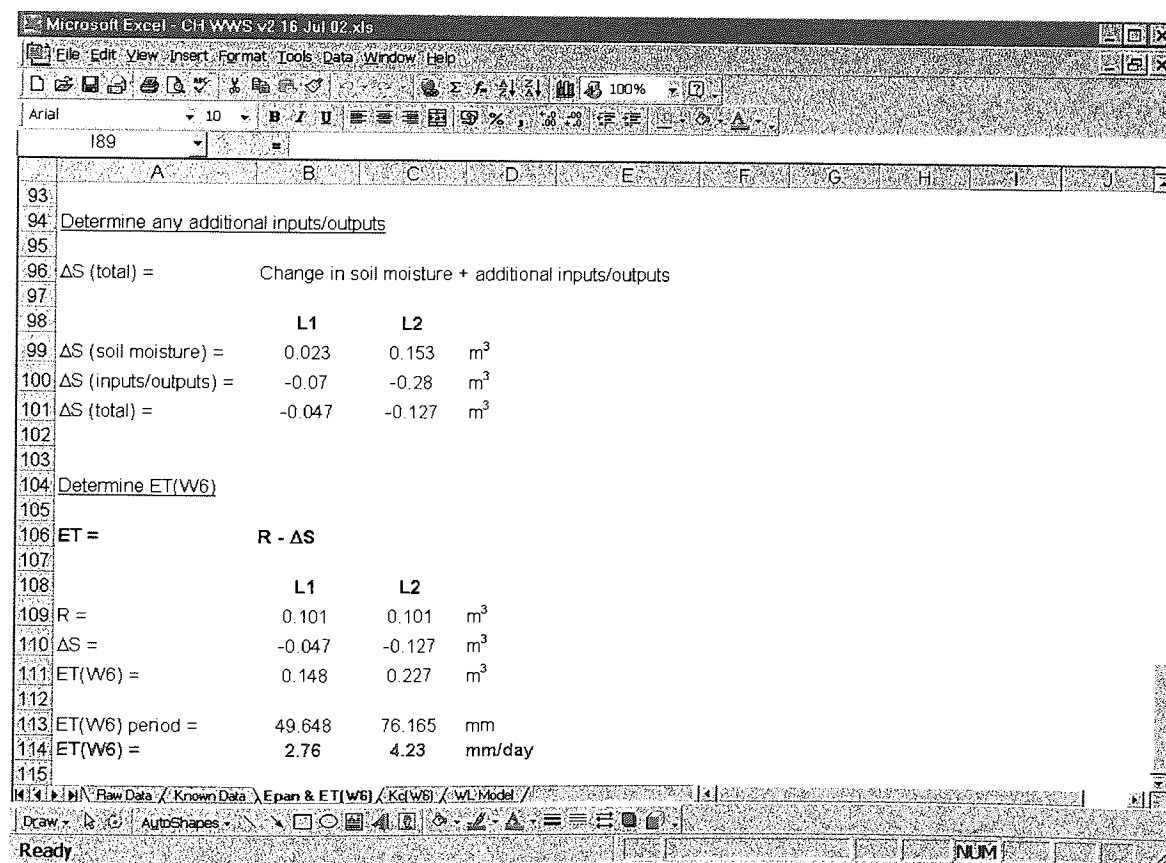 Microsoft Excel - CH WWS v2 16 Jul 02.xls
File Edit View Insert Format Tools Data Window Help
100%
Arial 10 B I U
I89 =
A B C D E F G H I J
93
94 Determine any additional inputs/outputs
95
96 ΔS (total) = Change in soil moisture + additional inputs/outputs
97
98 L1 L2
99 ΔS (soil moisture) = 0.023 0.153 m³
100 ΔS (inputs/outputs) = -0.07 -0.28 m³
101 ΔS (total) = -0.047 -0.127 m³
102
103
104 Determine ET(W6)
105
106 ET = R - ΔS
107
108 L1 L2
109 R = 0.101 0.101 m³
110 ΔS = -0.047 -0.127 m³
111 ET(W6) = 0.148 0.227 m³
112
113 ET(W6) period = 49.648 76.165 mm
114 ET(W6) = 2.76 4.23 mm/day
115
Raw Data / Known Data \ Epan & ET(W6) / Kc(W6) / WL Model /
Draw AutoShapes
Ready NUM